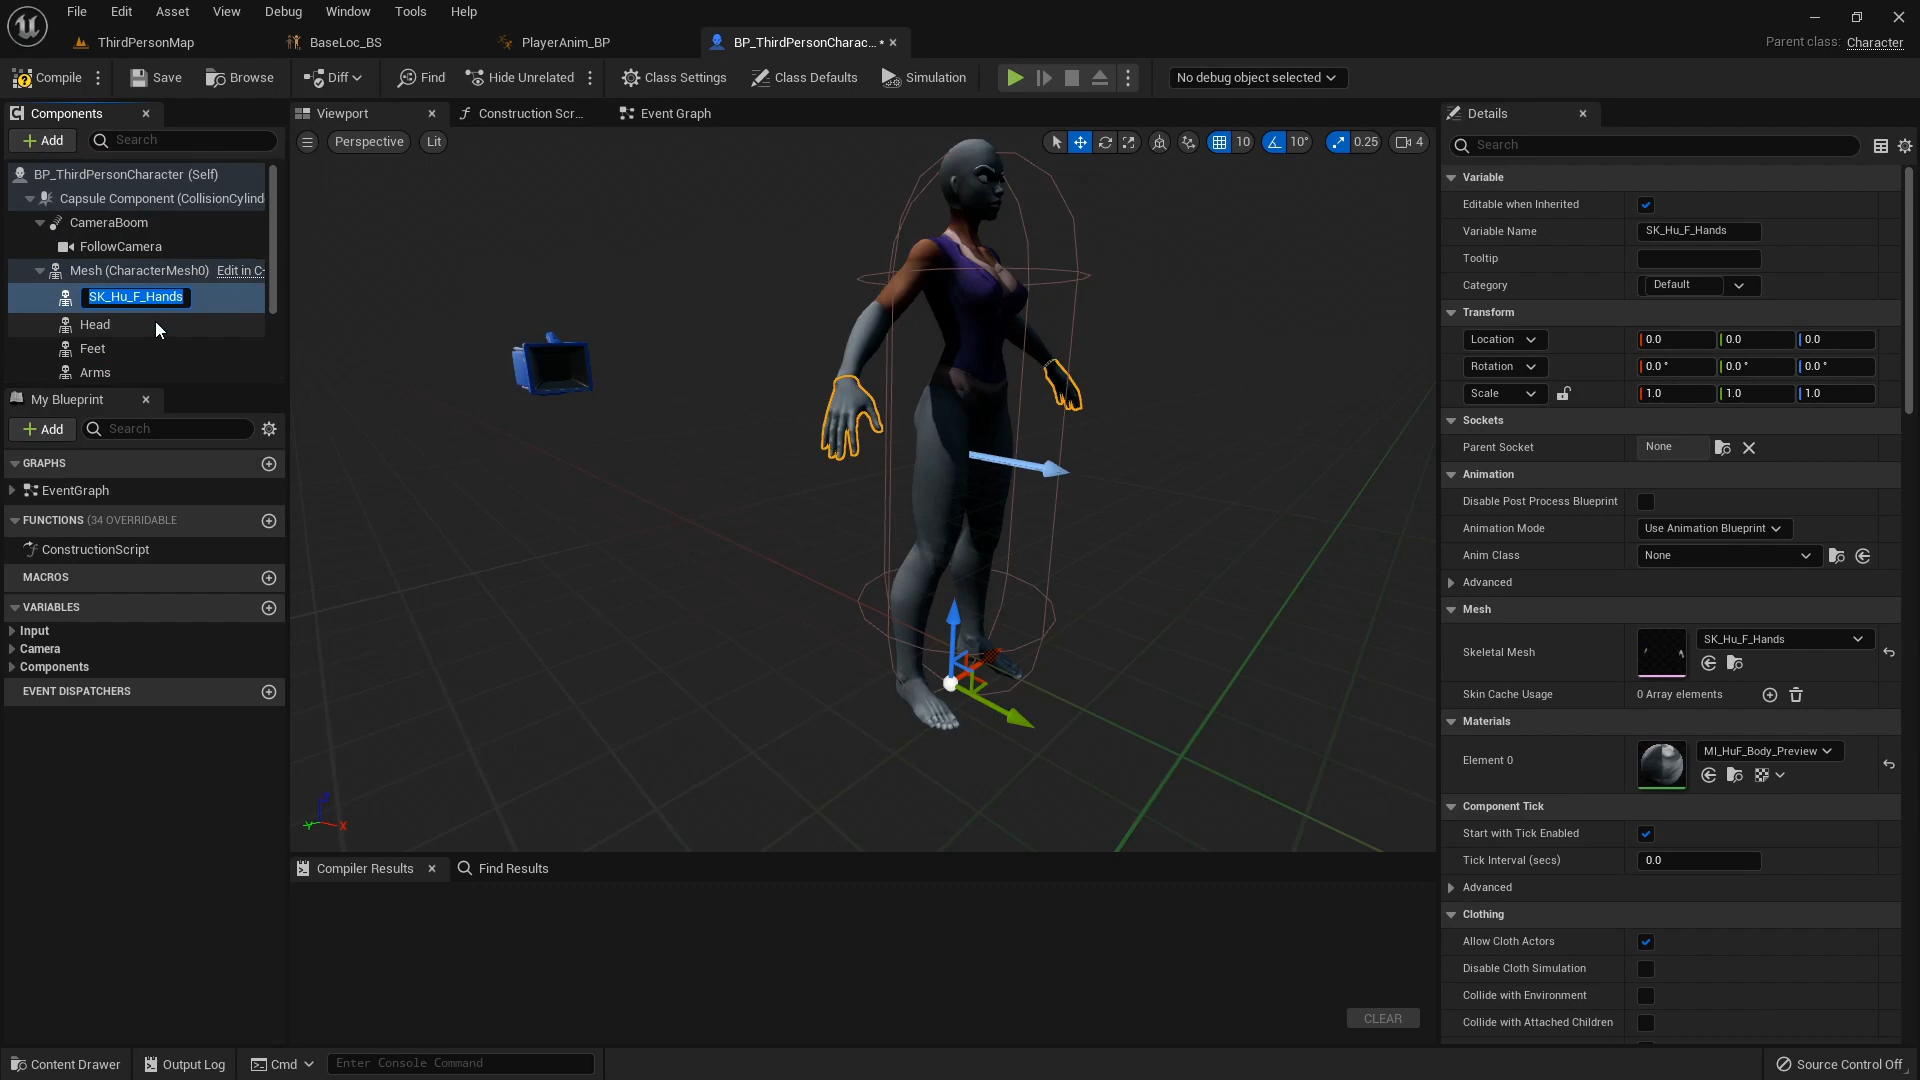 File Edit Asset View Debug Window Tools Help
ThirdPersonMap BaseLoc_BS PlayerAnim_BP BP_ThirdPersonCharac... •
Parent class: Character
Compile Save Browse Diff Find Hide Unrelated Class Settings Class Defaults Simulation No debug object selected
Components
Add Search
BP_ThirdPersonCharacter (Self)
Capsule Component (CollisionCylind
CameraBoom
FollowCamera
Mesh (CharacterMesh0) Edit in C
SK_Hu_F_Hands
Head
Feet
Arms
My Blueprint
Add Search
GRAPHS
EventGraph
FUNCTIONS (34 OVERRIDABLE
ConstructionScript
MACROS
VARIABLES
Input
Camera
Components
EVENT DISPATCHERS
Viewport Construction Scr... Event Graph
Perspective Lit 10 10° 0.25 4
Z
Y
X
Compiler Results Find Results
CLEAR
Details
Search
Variable
Editable when Inherited
Variable Name SK_Hu_F_Hands
Tooltip
Category Default
Transform
Location 0.0 0.0 0.0
Rotation 0.0° 0.0° 0.0°
Scale 1.0 1.0 1.0
Sockets
Parent Socket None
Animation
Disable Post Process Blueprint
Animation Mode Use Animation Blueprint
Anim Class None
Advanced
Mesh
Skeletal Mesh SK_Hu_F_Hands
Skin Cache Usage 0 Array elements
Materials
Element 0 MI_HuF_Body_Preview
Component Tick
Start with Tick Enabled
Tick Interval (secs) 0.0
Advanced
Clothing
Allow Cloth Actors
Disable Cloth Simulation
Collide with Environment
Collide with Attached Children
Content Drawer Output Log Cmd Enter Console Command Source Control Off